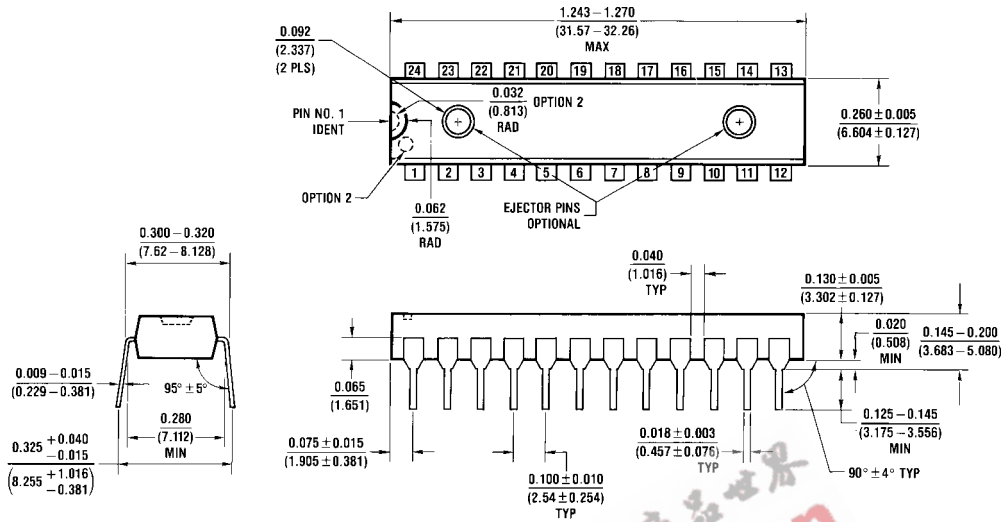 1.243–1.270
(31.57–32.26)
MAX
0.092
(2.337)
(2 PLS)
24 23 22 21 20 19 18 17 16 15 14 13
0.032
(0.813)
RAD
OPTION 2
PIN NO. 1
IDENT
0.260 ± 0.005
(6.604 ± 0.127)
1 2 3 4 5 6 7 8 9 10 11 12
OPTION 2
0.062
(1.575)
RAD
EJECTOR PINS
OPTIONAL
0.300–0.320
(7.62–8.128)
0.009–0.015
(0.229–0.381)
95° ± 5°
0.280
(7.112)
MIN
0.325 +0.040
−0.015
(8.255 +1.016
−0.381)
0.040
(1.016)
TYP
0.130 ± 0.005
(3.302 ± 0.127)
0.020
(0.508)
MIN
0.145–0.200
(3.683–5.080)
0.065
(1.651)
0.075 ± 0.015
(1.905 ± 0.381)
0.100 ± 0.010
(2.54 ± 0.254)
TYP
0.018 ± 0.003
(0.457 ± 0.076)
TYP
0.125–0.145
(3.175–3.556)
MIN
90° ± 4° TYP